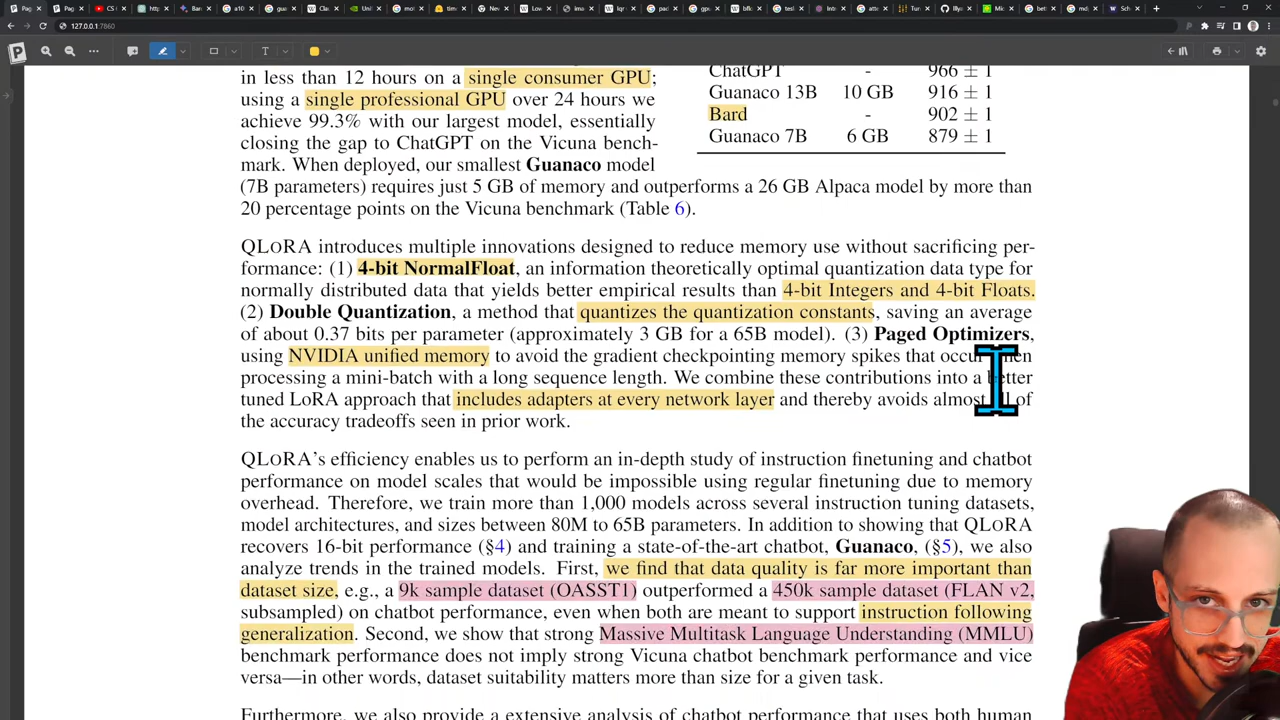 127.0.0.1:7860
in less than 12 hours on a single consumer GPU;
using a single professional GPU over 24 hours we
achieve 99.3% with our largest model, essentially
closing the gap to ChatGPT on the Vicuna bench-
mark. When deployed, our smallest Guanaco model
ChatGPT - 966 ± 1
Guanaco 13B 10 GB 916 ± 1
Bard - 902 ± 1
Guanaco 7B 6 GB 879 ± 1
(7B parameters) requires just 5 GB of memory and outperforms a 26 GB Alpaca model by more than
20 percentage points on the Vicuna benchmark (Table 6).
QLORA introduces multiple innovations designed to reduce memory use without sacrificing per-
formance: (1) 4-bit NormalFloat, an information theoretically optimal quantization data type for
normally distributed data that yields better empirical results than 4-bit Integers and 4-bit Floats.
(2) Double Quantization, a method that quantizes the quantization constants, saving an average
of about 0.37 bits per parameter (approximately 3 GB for a 65B model). (3) Paged Optimizers,
using NVIDIA unified memory to avoid the gradient checkpointing memory spikes that occur when
processing a mini-batch with a long sequence length. We combine these contributions into a better
tuned LoRA approach that includes adapters at every network layer and thereby avoids almost all of
the accuracy tradeoffs seen in prior work.
QLORA's efficiency enables us to perform an in-depth study of instruction finetuning and chatbot
performance on model scales that would be impossible using regular finetuning due to memory
overhead. Therefore, we train more than 1,000 models across several instruction tuning datasets,
model architectures, and sizes between 80M to 65B parameters. In addition to showing that QLORA
recovers 16-bit performance (§4) and training a state-of-the-art chatbot, Guanaco, (§5), we also
analyze trends in the trained models. First, we find that data quality is far more important than
dataset size, e.g., a 9k sample dataset (OASST1) outperformed a 450k sample dataset (FLAN v2,
subsampled) on chatbot performance, even when both are meant to support instruction following
generalization. Second, we show that strong Massive Multitask Language Understanding (MMLU)
benchmark performance does not imply strong Vicuna chatbot benchmark performance and vice
versa—in other words, dataset suitability matters more than size for a given task.
Furthermore, we also provide a extensive analysis of chatbot performance that uses both human